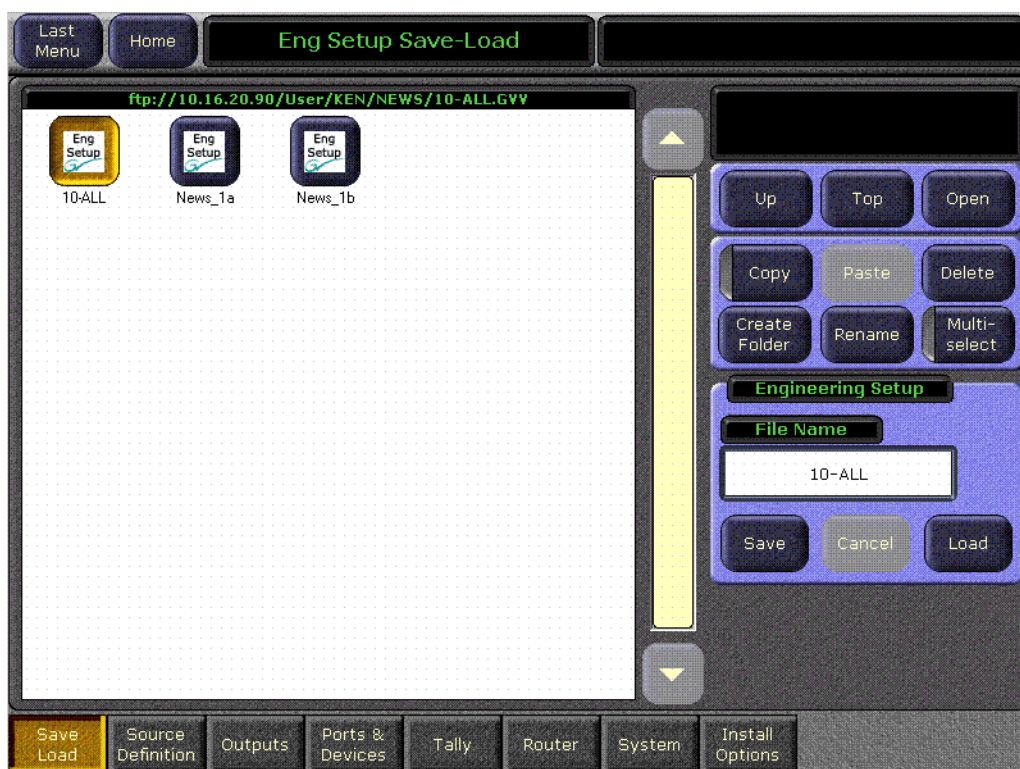 Last
Menu
Home
Eng Setup Save-Load
ftp://10.16.20.90/User/KEN/NEWS/10-ALL.GVV
Eng
Setup
10-ALL
Eng
Setup
News_1a
Eng
Setup
News_1b
Up
Top
Open
Copy
Paste
Delete
Create
Folder
Rename
Multi-
select
Engineering Setup
File Name
10-ALL
Save
Cancel
Load
Save
Load
Source
Definition
Outputs
Ports &
Devices
Tally
Router
System
Install
Options